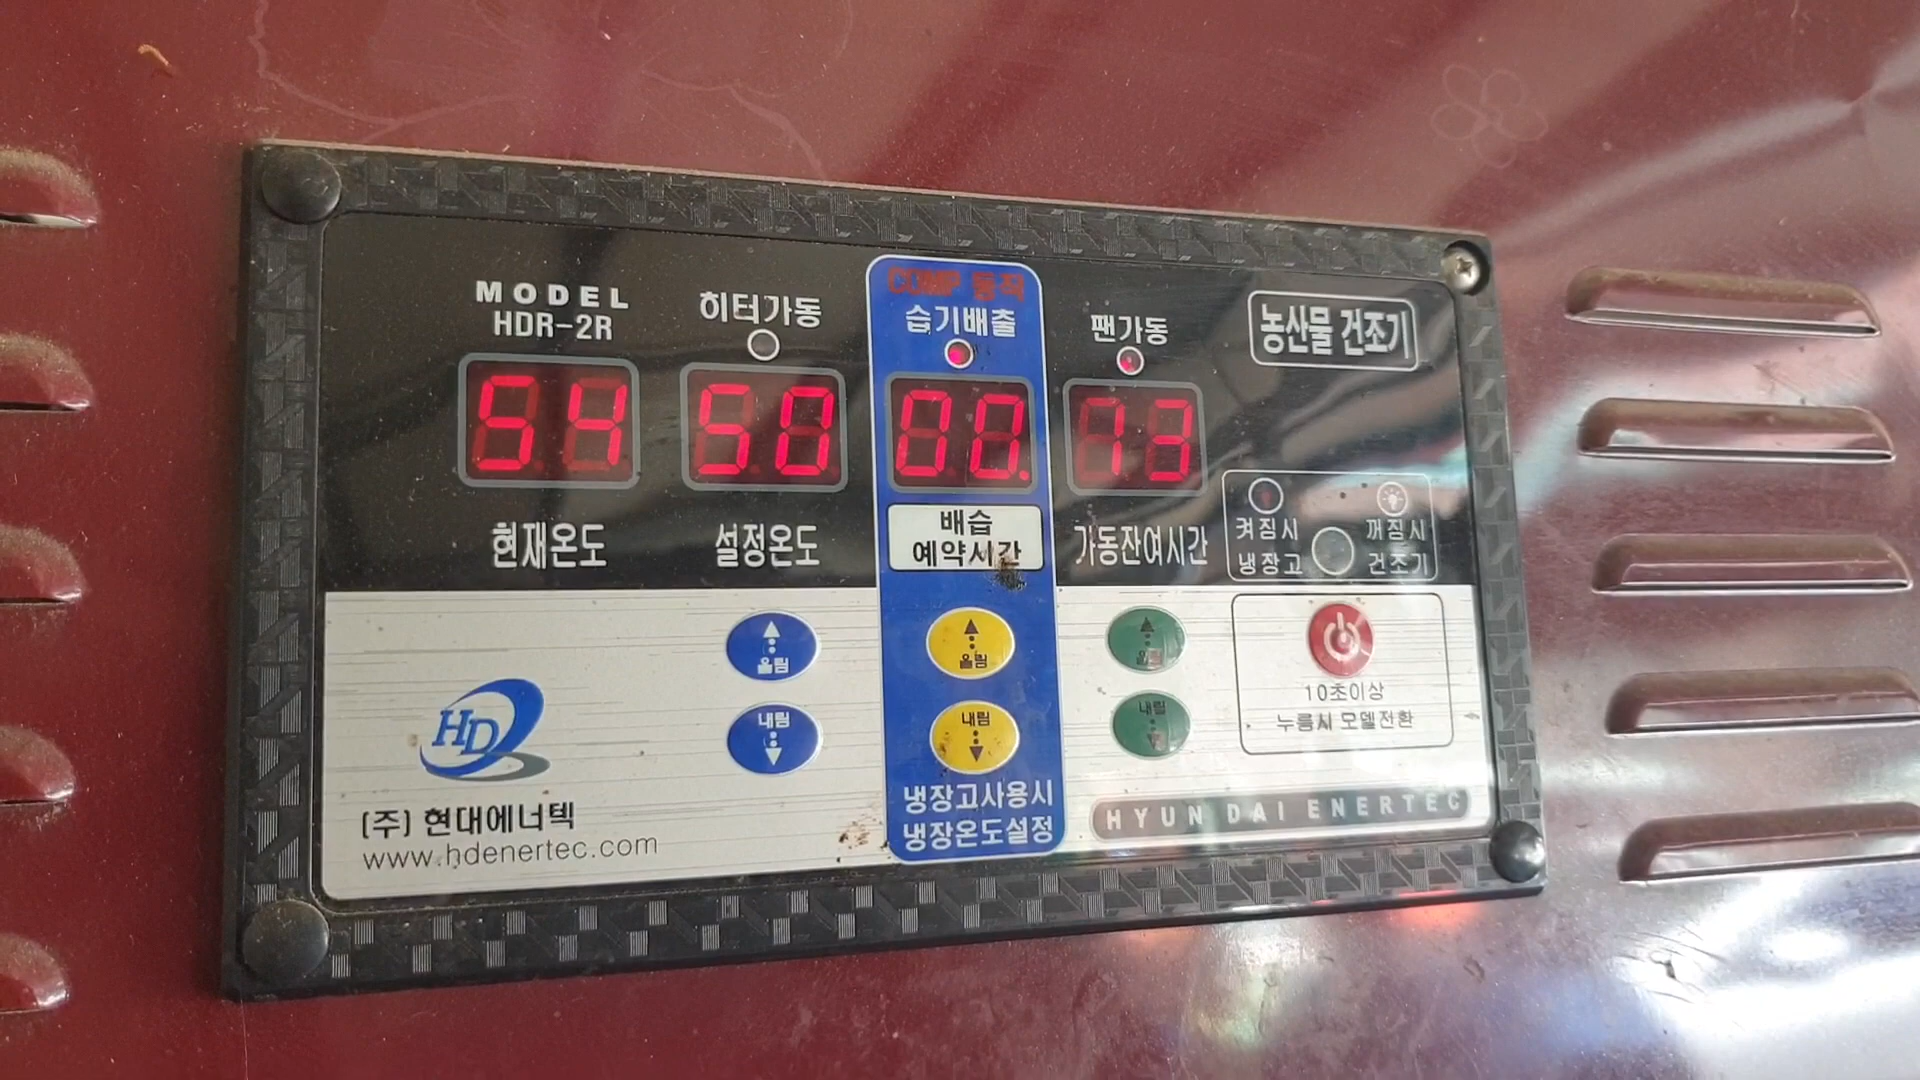 MODEL
HDR-2R
히터가동
COMP 동작
습기배출
팬가동
농산물 건조기
54
50
00.
73
현재온도
설정온도
배습
예약시간
가동잔여시간
켜짐시
냉장고
꺼짐시
건조기
올림
올림
올림
내림
내림
내림
10초이상
누름시 모델전환
HD
(주) 현대에너텍
www.hdenertec.com
냉장고사용시
냉장온도설정
HYUN DAI ENERTEC